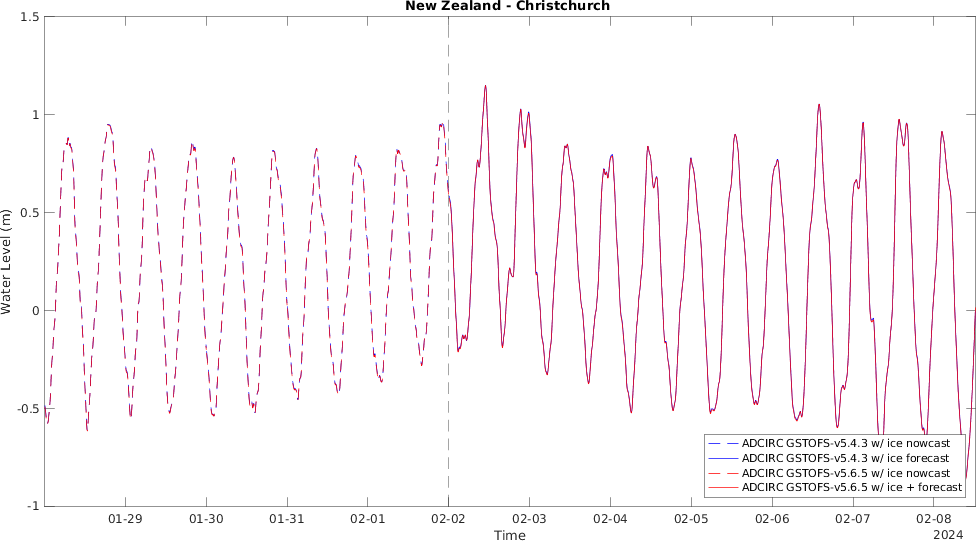 New Zealand - Christchurch
1.5
1
0.5
0
-0.5
-1
Water Level (m)
ADCIRC GSTOFS-v5.4.3 w/ ice nowcast
ADCIRC GSTOFS-v5.4.3 w/ ice forecast
ADCIRC GSTOFS-v5.6.5 w/ ice nowcast
ADCIRC GSTOFS-v5.6.5 w/ ice + forecast
01-29 01-30 01-31 02-01 02-02 02-03 02-04 02-05 02-06 02-07 02-08
Time
2024